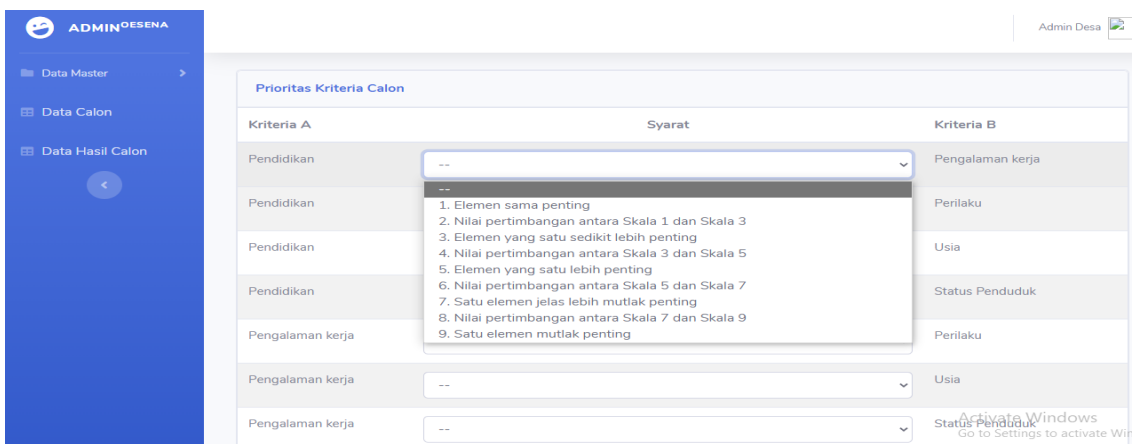 ADMIN DESENA
Admin Desa
Data Master
Data Calon
Data Hasil Calon
Prioritas Kriteria Calon
Kriteria A Syarat Kriteria B
Pendidikan -- Pengalaman kerja
--
1. Elemen sama penting
2. Nilai pertimbangan antara Skala 1 dan Skala 3
3. Elemen yang satu sedikit lebih penting
4. Nilai pertimbangan antara Skala 3 dan Skala 5
5. Elemen yang satu lebih penting
6. Nilai pertimbangan antara Skala 5 dan Skala 7
7. Satu elemen jelas lebih mutlak penting
8. Nilai pertimbangan antara Skala 7 dan Skala 9
9. Satu elemen mutlak penting
Pendidikan Perilaku
Pendidikan Usia
Pendidikan Status Penduduk
Pengalaman kerja Perilaku
Pengalaman kerja -- Usia
Pengalaman kerja -- Status Penduduk
Activate Windows
Go to Settings to activate Win